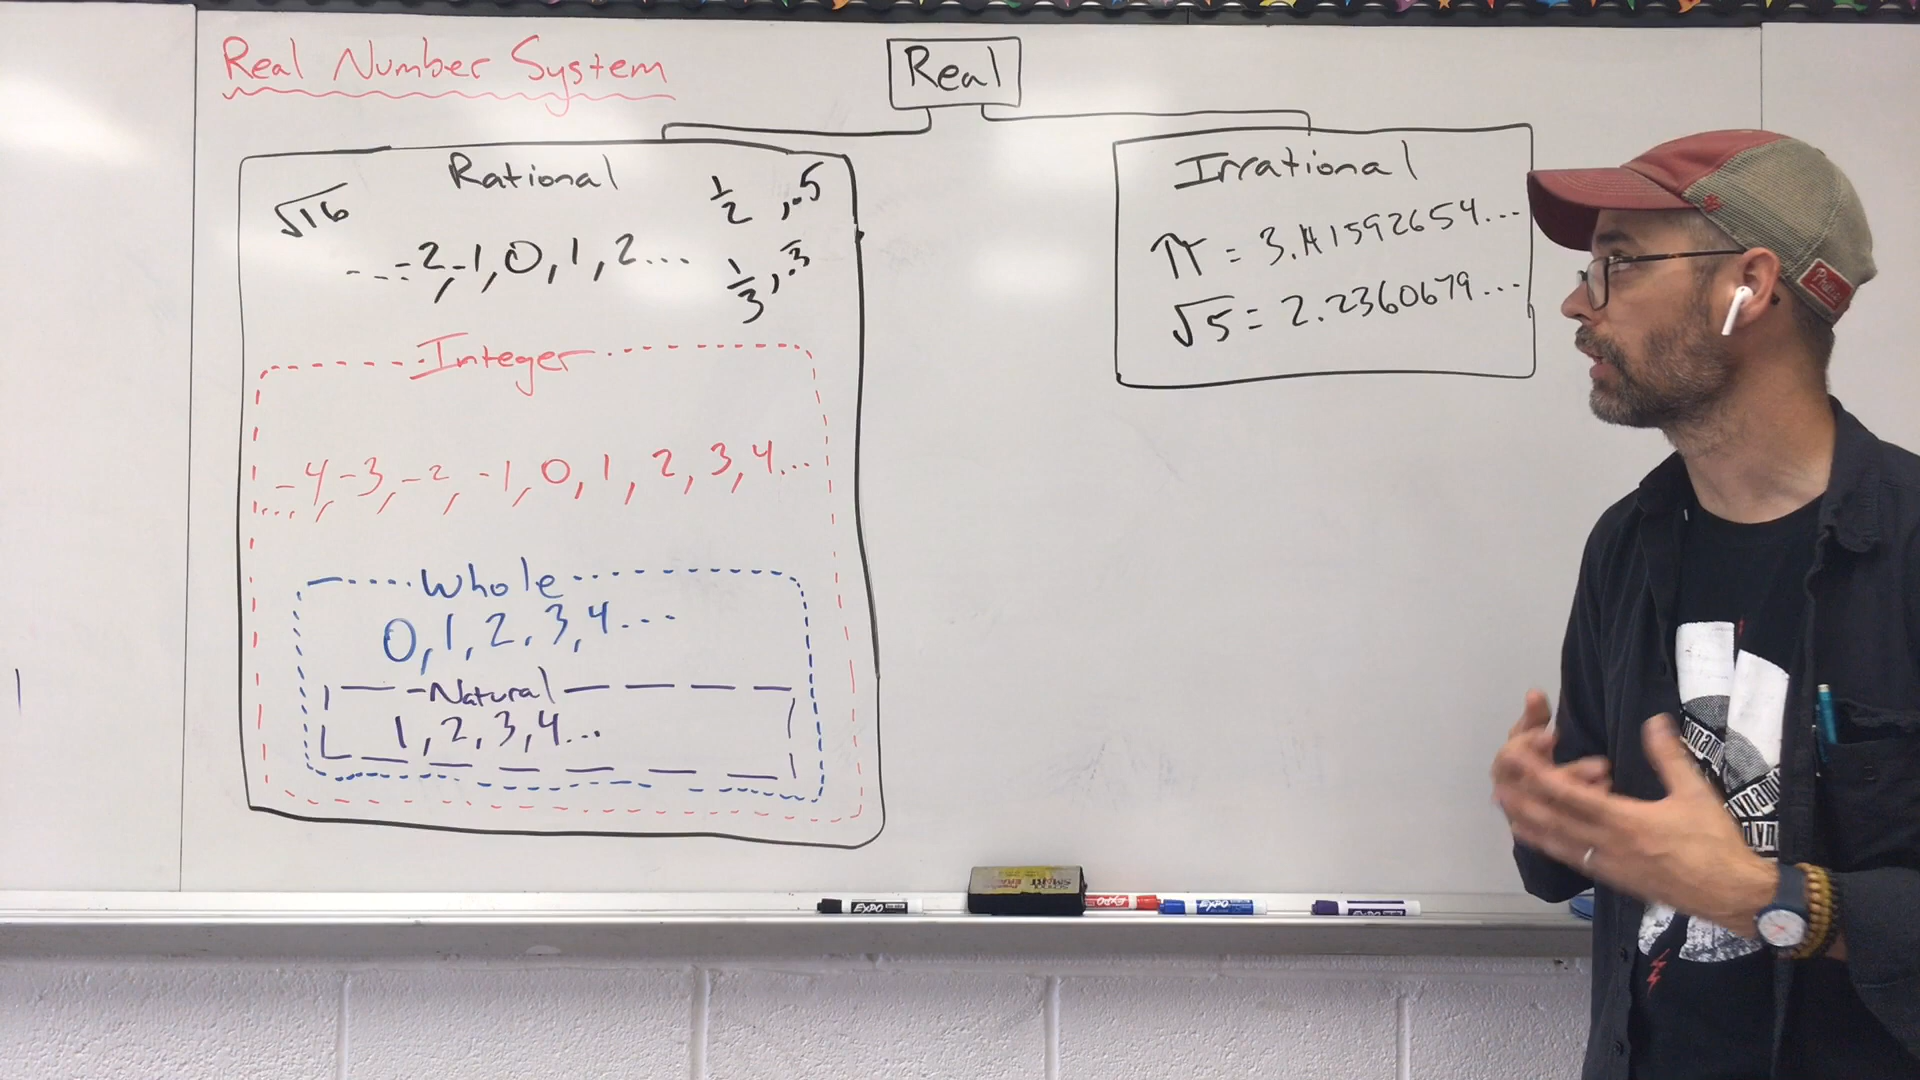 Real Number System
Real
Rational
√16
1/2, .5
...-2, -1, 0, 1, 2...
1/3, .3̅
Integer
...-4, -3, -2, -1, 0, 1, 2, 3, 4...
Whole
0, 1, 2, 3, 4...
Natural
1, 2, 3, 4...
Irrational
π = 3.141592654...
√5 = 2.2360679...
EXPO
EXPO
EXPO